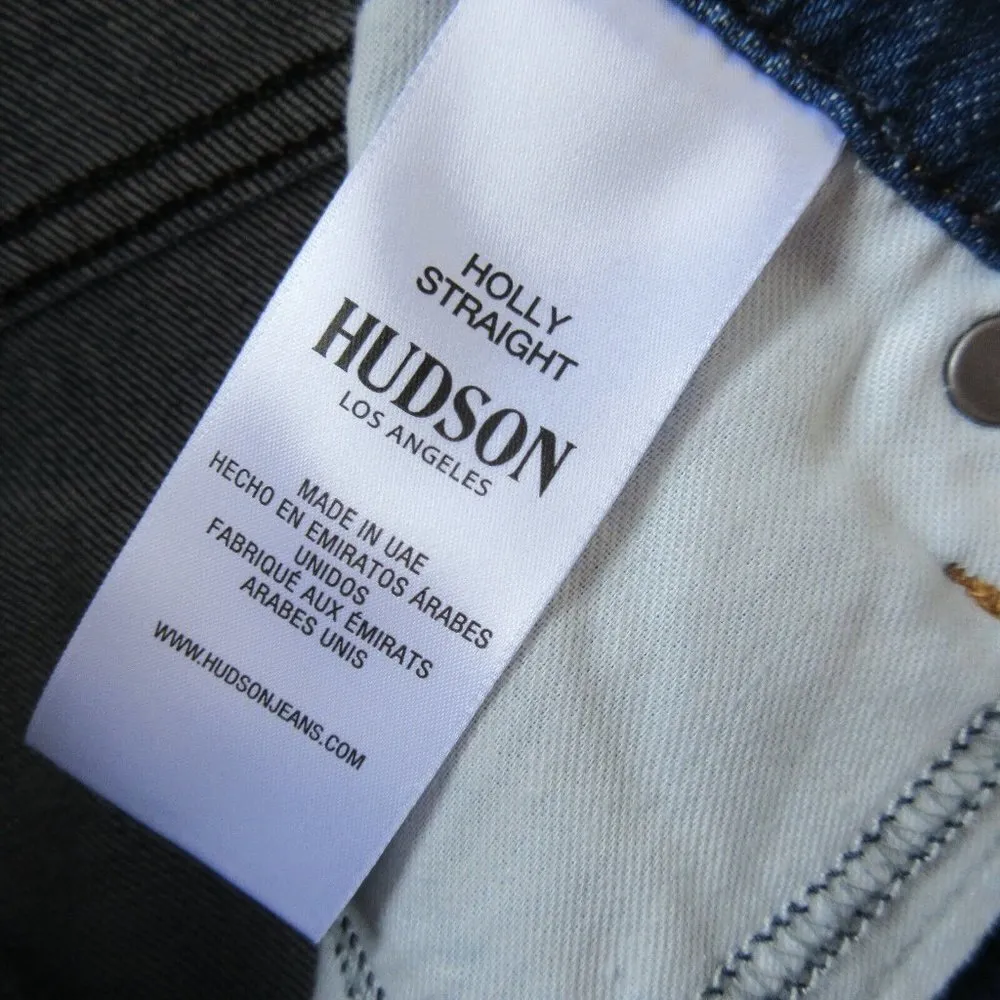 HOLLY
STRAIGHT
HUDSON
LOS ANGELES
MADE IN UAE
HECHO EN EMIRATOS ÁRABES
UNIDOS
FABRIQUÉ AUX ÉMIRATS
ARABES UNIS
WWW.HUDSONJEANS.COM